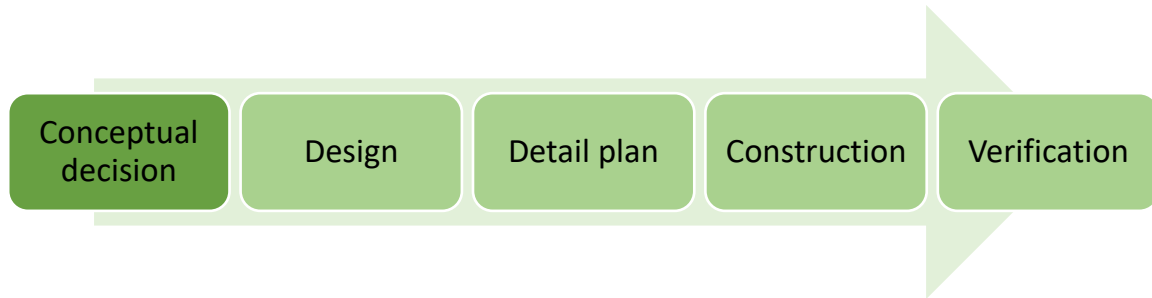 Conceptual
decision
Design
Detail plan
Construction
Verification